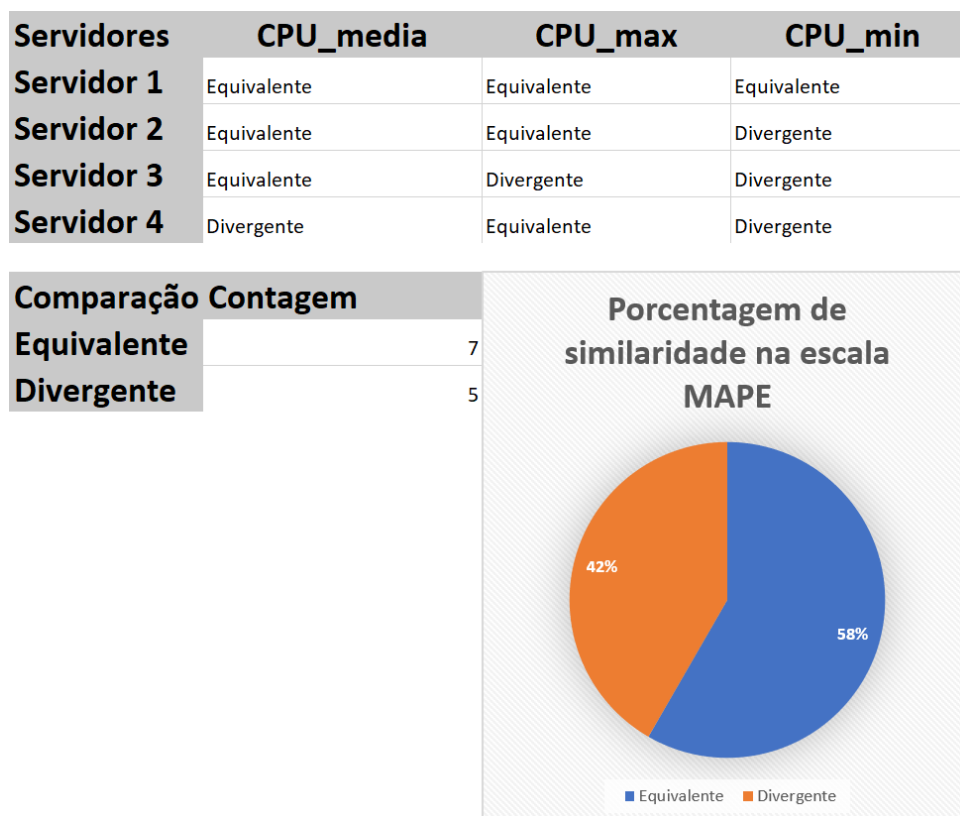 Servidores CPU_media CPU_max CPU_min
Servidor 1 Equivalente Equivalente Equivalente
Servidor 2 Equivalente Equivalente Divergente
Servidor 3 Equivalente Divergente Divergente
Servidor 4 Divergente Equivalente Divergente
Comparação Contagem
Equivalente 7
Divergente 5
Porcentagem de
similaridade na escala
MAPE
42%
58%
Equivalente Divergente